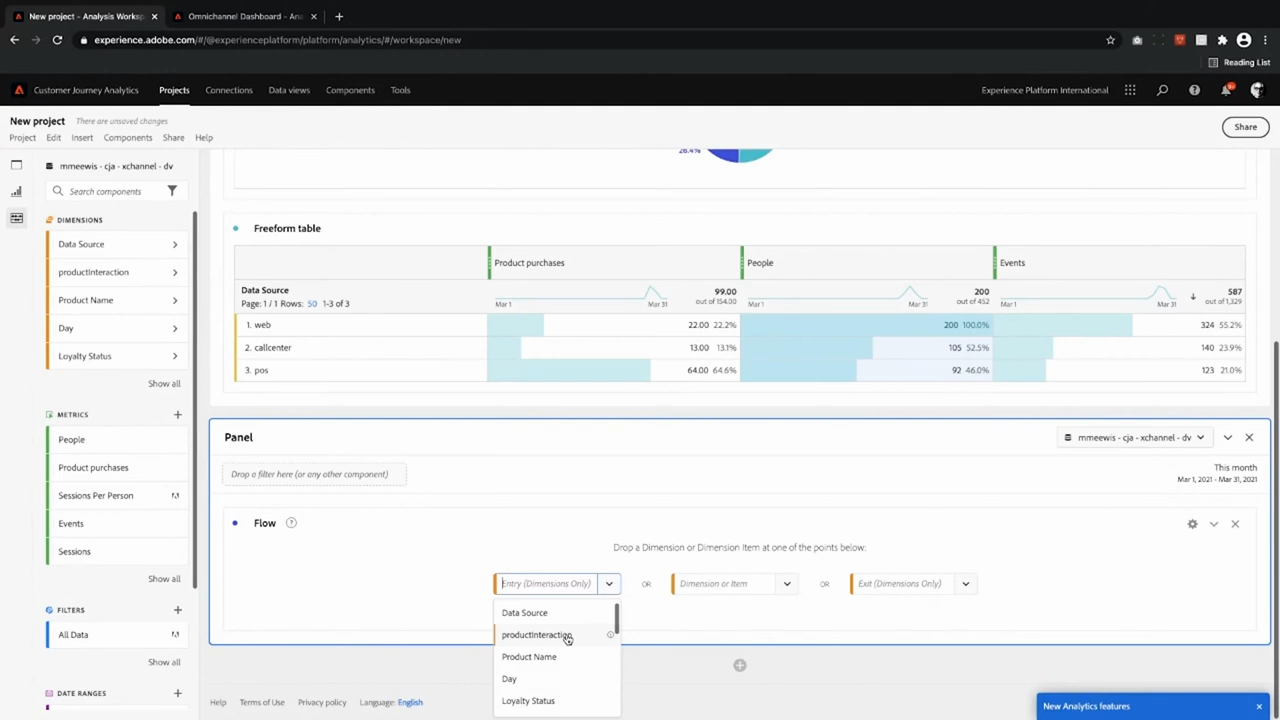 New project - Analysis Worksp
Omnichannel Dashboard - Ana
experience.adobe.com/#/@experienceplatform/platform/analytics/#/workspace/new
Reading List
Customer Journey Analytics
Projects
Connections
Data views
Components
Tools
Experience Platform International
New project
There are unsaved changes
Project
Edit
Insert
Components
Share
Help
Share
mmeewis - cja - xchannel - dv
Search components
DIMENSIONS
Data Source
productInteraction
Product Name
Day
Loyalty Status
Show all
METRICS
People
Product purchases
Sessions Per Person
Events
Sessions
Show all
FILTERS
All Data
Show all
DATE RANGES
26.4%
Freeform table
Product purchases
People
Events
Data Source
Page: 1 / 1 Rows: 50 1-3 of 3
Mar 1
Mar 31
99.00
out of 154.00
Mar 1
Mar 31
200
out of 452
Mar 1
Mar 31
587
out of 1,329
1. web 22.00 22.2% 200 100.0% 324 55.2%
2. callcenter 13.00 13.1% 105 52.5% 140 23.9%
3. pos 64.00 64.6% 92 46.0% 123 21.0%
Panel
mmeewis - cja - xchannel - dv
Drop a filter here (or any other component)
This month
Mar 1, 2021 - Mar 31, 2021
Flow
Drop a Dimension or Dimension Item at one of the points below:
Entry (Dimensions Only)
OR
Dimension or Item
OR
Exit (Dimensions Only)
Data Source
productInteraction
Product Name
Day
Loyalty Status
Help
Terms of Use
Privacy policy
Language: English
New Analytics features